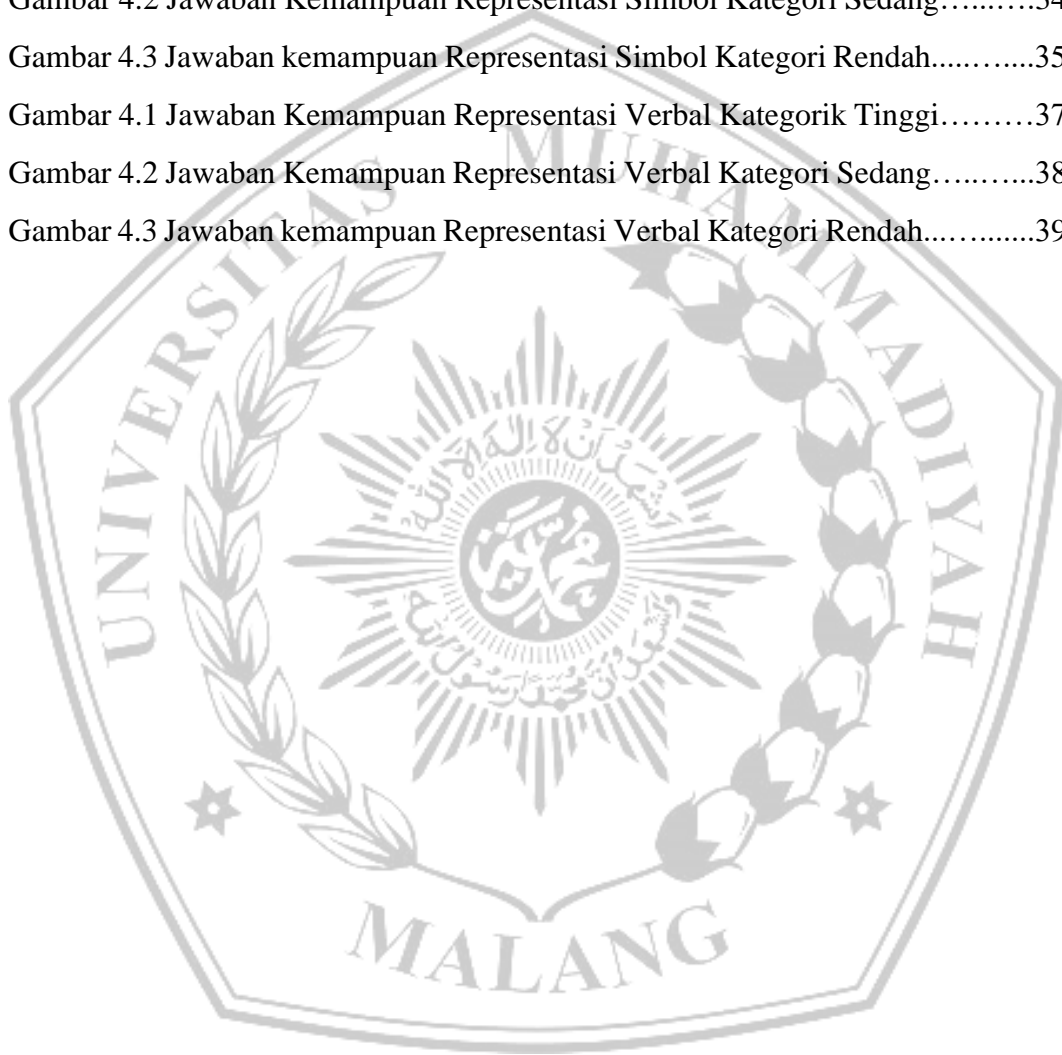 Gambar 4.2 Jawaban Kemampuan Representasi Simbol Kategori Sedang…...….34
Gambar 4.3 Jawaban kemampuan Representasi Simbol Kategori Rendah.....…....35
Gambar 4.1 Jawaban Kemampuan Representasi Verbal Kategorik Tinggi………37
Gambar 4.2 Jawaban Kemampuan Representasi Verbal Kategori Sedang…..…...38
Gambar 4.3 Jawaban kemampuan Representasi Verbal Kategori Rendah...….......39
UNIVERSITAS MUHAMMADIYAH
MALANG